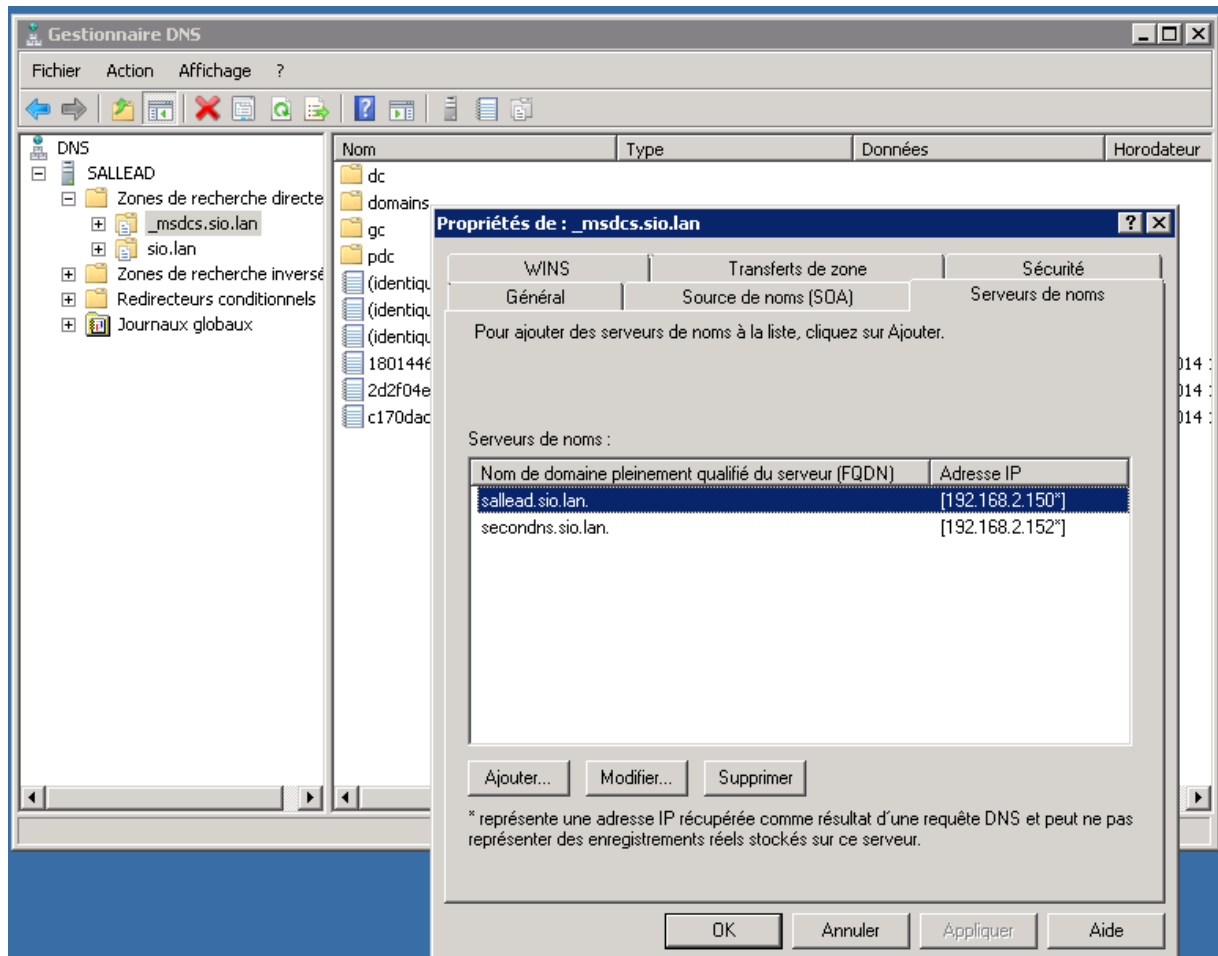 Gestionnaire DNS
Fichier Action Affichage ?
DNS
SALLEAD
Zones de recherche directe
_msdcs.sio.lan
sio.lan
Zones de recherche inversé
Redirecteurs conditionnels
Journaux globaux
Nom Type Données Horodateur
dc
domains
gc
pdc
(identiqu
(identiqu
(identiqu
1801446
2d2f04e
c170dac
014 :
014 :
014 :
Propriétés de : _msdcs.sio.lan
WINS Transferts de zone Sécurité
Général Source de noms (SOA) Serveurs de noms
Pour ajouter des serveurs de noms à la liste, cliquez sur Ajouter.
Serveurs de noms :
Nom de domaine pleinement qualifié du serveur (FQDN) Adresse IP
sallead.sio.lan. [192.168.2.150*]
secondns.sio.lan. [192.168.2.152*]
Ajouter... Modifier... Supprimer
* représente une adresse IP récupérée comme résultat d'une requête DNS et peut ne pas
représenter des enregistrements réels stockés sur ce serveur.
OK Annuler Appliquer Aide